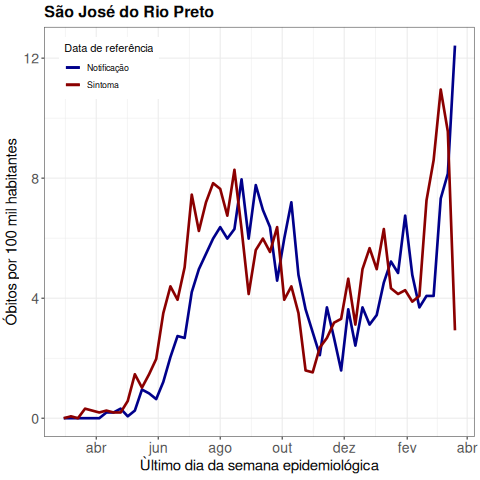 São José do Rio Preto
Data de referência
Notificação
Sintoma
Óbitos por 100 mil habitantes
12
8
4
0
abr jun ago out dez fev abr
Último dia da semana epidemiológica